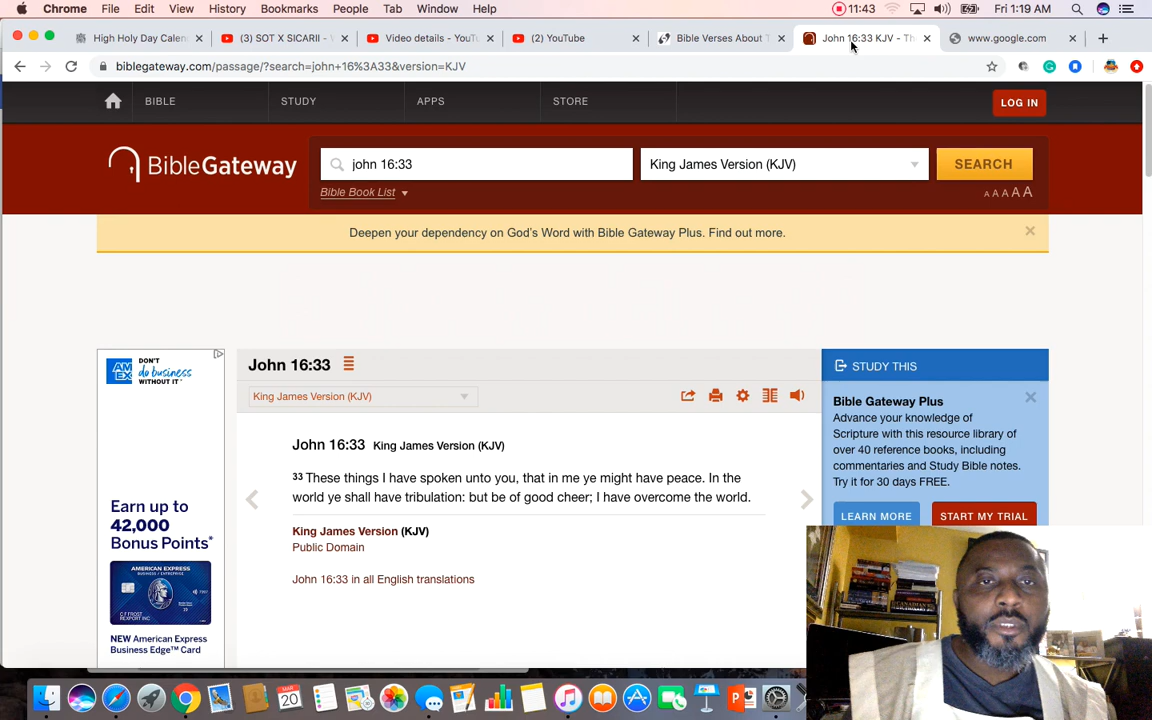 Chrome File Edit View History Bookmarks People Tab Window Help 11:43 Fri 1:19 AM
High Holy Day Calen (3) SOT X SICARII - Video details - YouTu (2) YouTube Bible Verses About T John 16:33 KJV - Th www.google.com
biblegateway.com/passage/?search=john+16%3A33&version=KJV
BIBLE STUDY APPS STORE LOG IN
BibleGateway john 16:33 King James Version (KJV) SEARCH
Bible Book List A A A A A
Deepen your dependency on God's Word with Bible Gateway Plus. Find out more.
AMEX
DON'T
do business
WITHOUT IT
Earn up to
42,000
Bonus Points*
AMERICAN EXPRESS
C F FROST
NEW American Express
Business Edge™ Card
John 16:33
King James Version (KJV)
John 16:33 King James Version (KJV)
33 These things I have spoken unto you, that in me ye might have peace. In the
world ye shall have tribulation: but be of good cheer; I have overcome the world.
King James Version (KJV)
Public Domain
John 16:33 in all English translations
STUDY THIS
Bible Gateway Plus
Advance your knowledge of
Scripture with this resource library of
over 40 reference books, including
commentaries and Study Bible notes.
Try it for 30 days FREE.
LEARN MORE START MY TRIAL
MAR
20